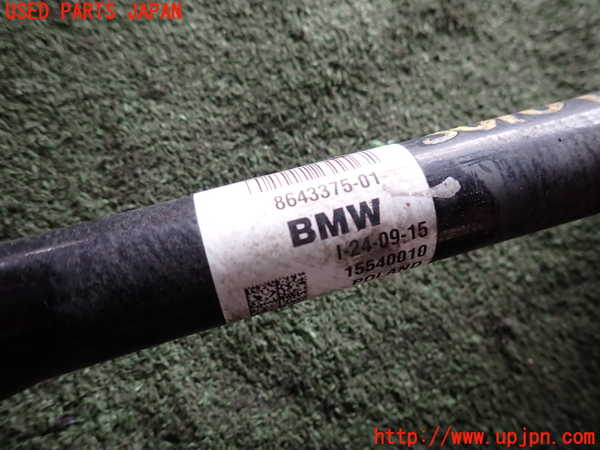 USED PARTS JAPAN
8643375-01
BMW
I-24-09-15
15540010
POLAND
http://www.upjpn.com/